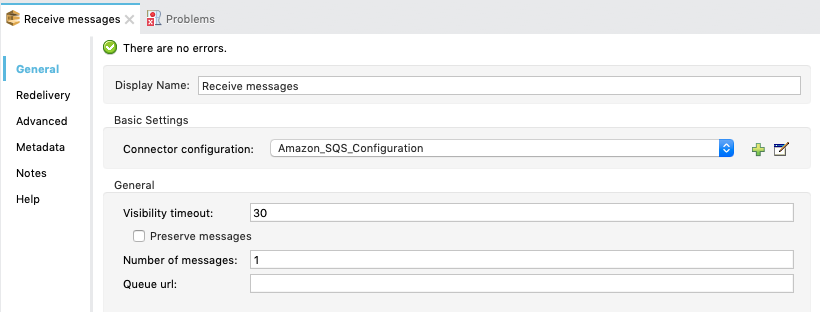 Receive messages
Problems
There are no errors.
General
Redelivery
Advanced
Metadata
Notes
Help
Display Name: Receive messages
Basic Settings
Connector configuration: Amazon_SQS_Configuration
General
Visibility timeout: 30
Preserve messages
Number of messages: 1
Queue url: